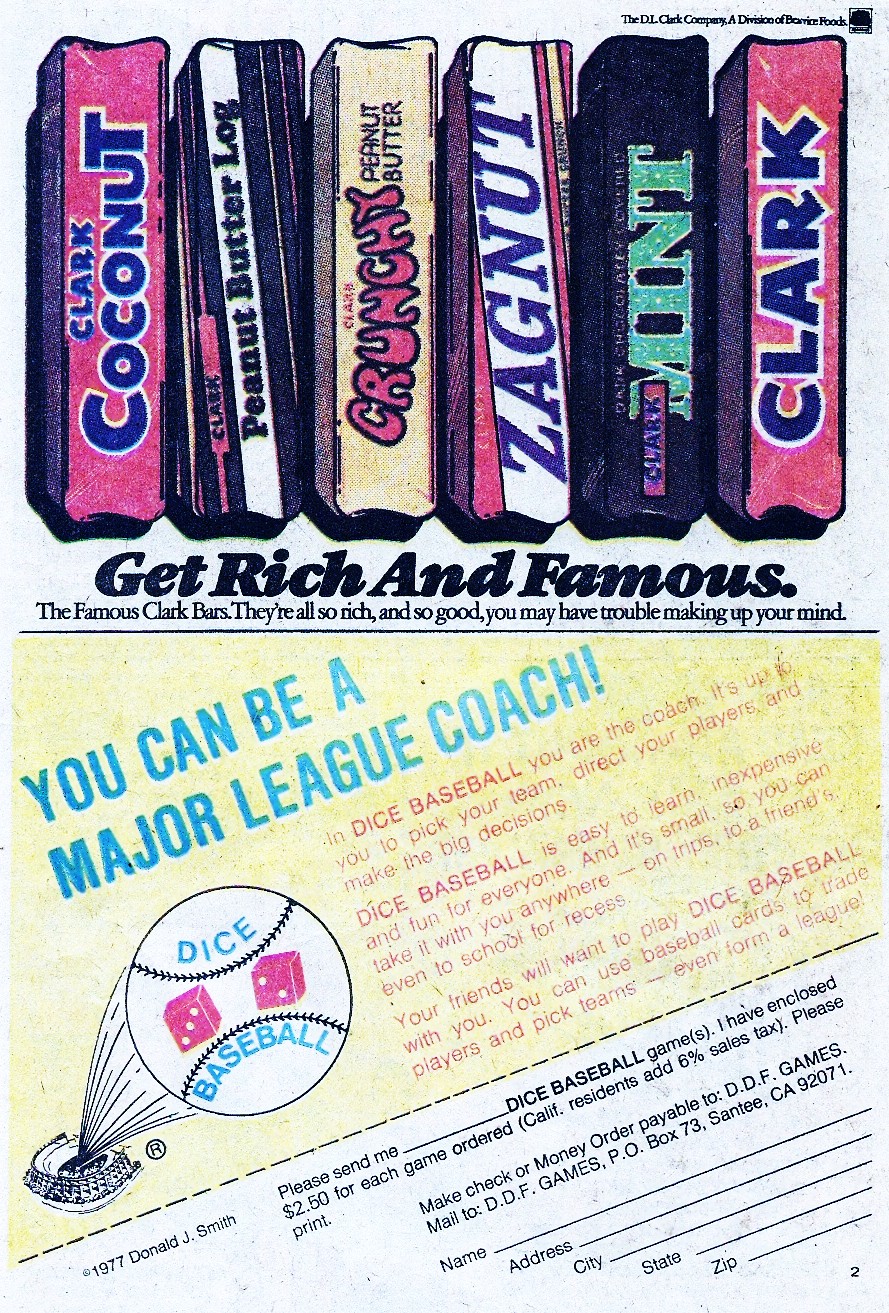 The D.L. Clark Company, A Division of Beatrice Foods.
CLARK
COCONUT
CLARK
Peanut Butter Log
CLARK
CRUNCHY
PEANUT
BUTTER
ZAGNUT
DARK CHOCOLATE COVERED
MINT
CLARK
CLARK
Get Rich And Famous.
The Famous Clark Bars. They're all so rich, and so good, you may have trouble making up your mind.
YOU CAN BE A
MAJOR LEAGUE COACH!
In DICE BASEBALL you are the coach. It's up to
you to pick your team, direct your players and
make the big decisions.
DICE BASEBALL is easy to learn, inexpensive
and fun for everyone. And it's small, so you can
take it with you anywhere — on trips, to a friend's,
even to school for recess.
Your friends will want to play DICE BASEBALL
with you. You can use baseball cards to trade
players and pick teams — even form a league!
DICE
BASEBALL
®
Please send me ________ DICE BASEBALL game(s). I have enclosed
$2.50 for each game ordered (Calif. residents add 6% sales tax). Please
print.
Make check or Money Order payable to: D.D.F. GAMES.
Mail to: D.D.F. GAMES, P.O. Box 73, Santee, CA 92071.
Name
Address
City
State
Zip
©1977 Donald J. Smith
2